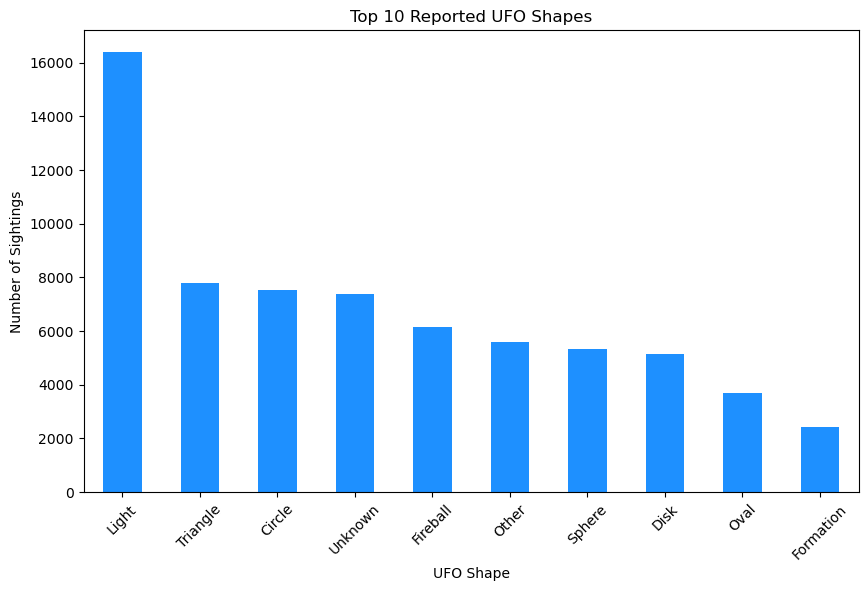 Top 10 Reported UFO Shapes
Number of Sightings
16000
14000
12000
10000
8000
6000
4000
2000
0
Light
Triangle
Circle
Unknown
Fireball
Other
Sphere
Disk
Oval
Formation
UFO Shape